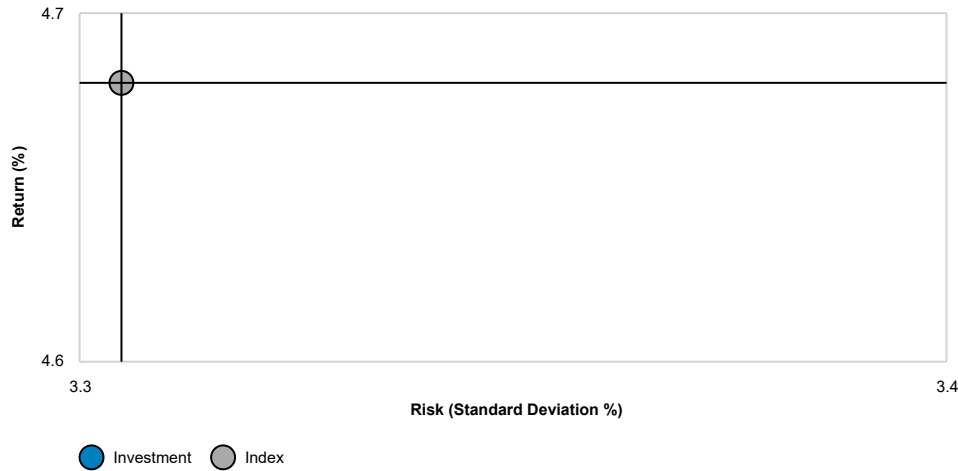 4.7
Return (%)
4.6
3.3
3.4
Risk (Standard Deviation %)
Investment
Index